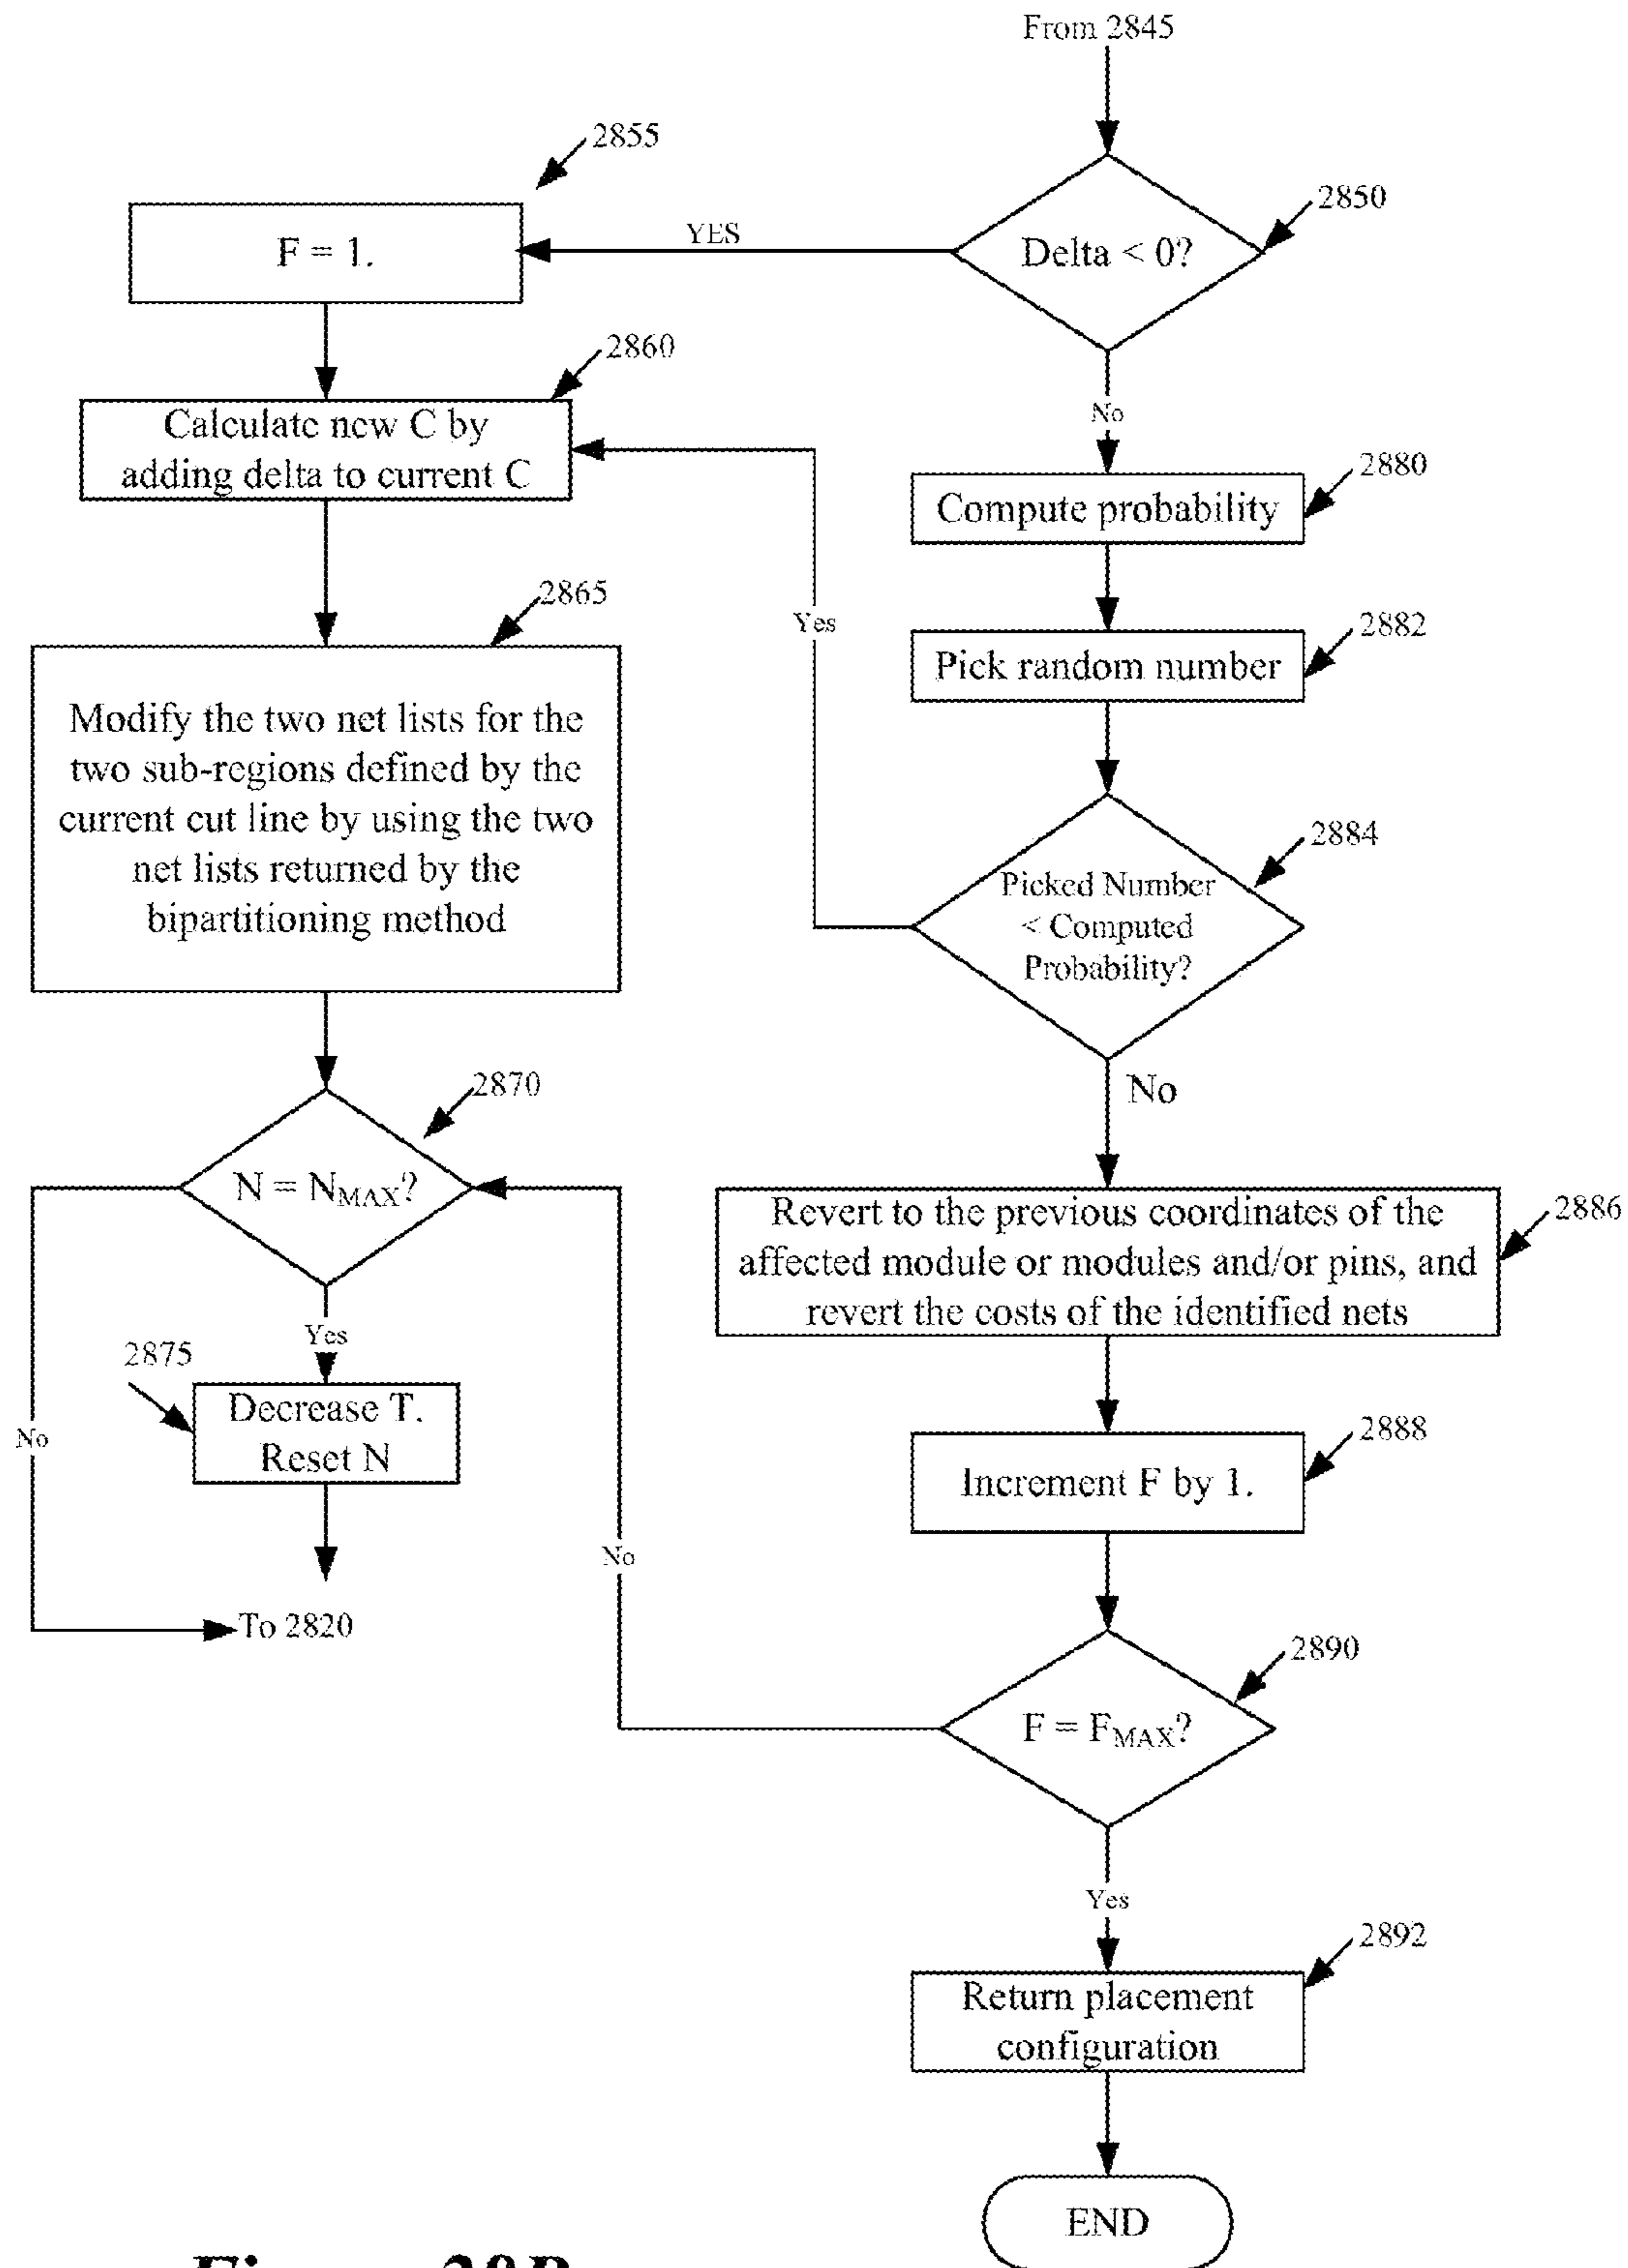 From 2845
2855
2850
F = 1.
YES
Delta < 0?
2860
Calculate new C by
adding delta to current C
No
2880
Compute probability
2865
Yes
2882
Pick random number
Modify the two net lists for the
two sub-regions defined by the
current cut line by using the two
net lists returned by the
bipartitioning method
2884
Picked Number
< Computed
Probability?
2870
No
N = NMAX?
2886
Revert to the previous coordinates of the
affected module or modules and/or pins, and
revert the costs of the identified nets
Yes
2875
Decrease T.
Reset N
No
2888
Increment F by 1.
No
To 2820
2890
F = FMAX?
Yes
2892
Return placement
configuration
END
Figure 28B